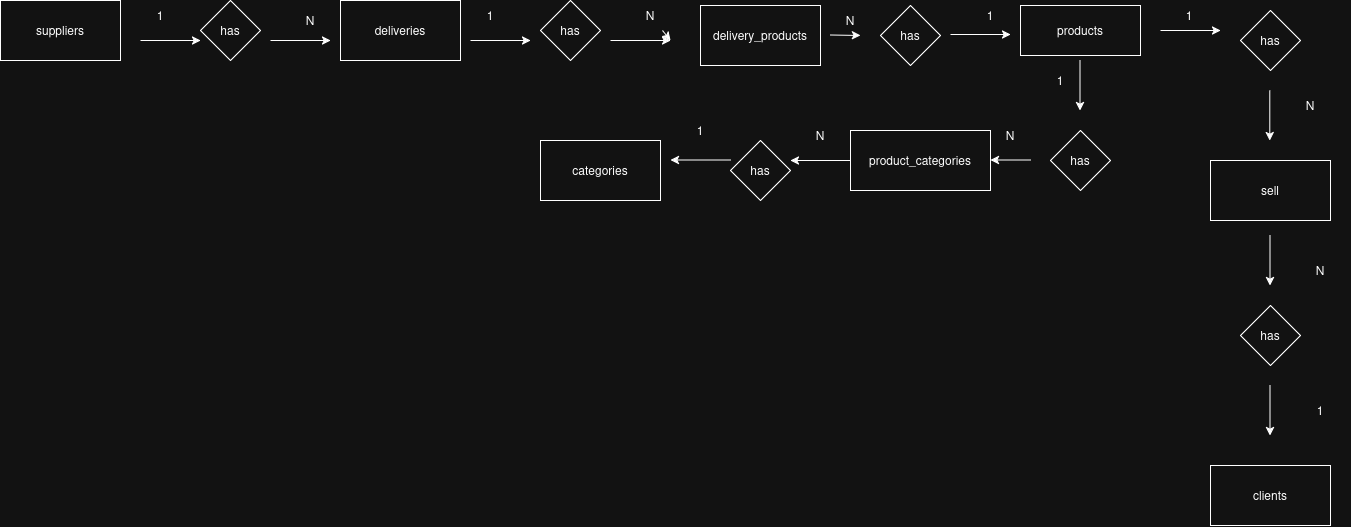 suppliers
1
has
N
deliveries
1
has
N
delivery_products
N
has
1
products
1
has
1
N
categories
1
has
N
product_categories
N
has
sell
N
has
1
clients